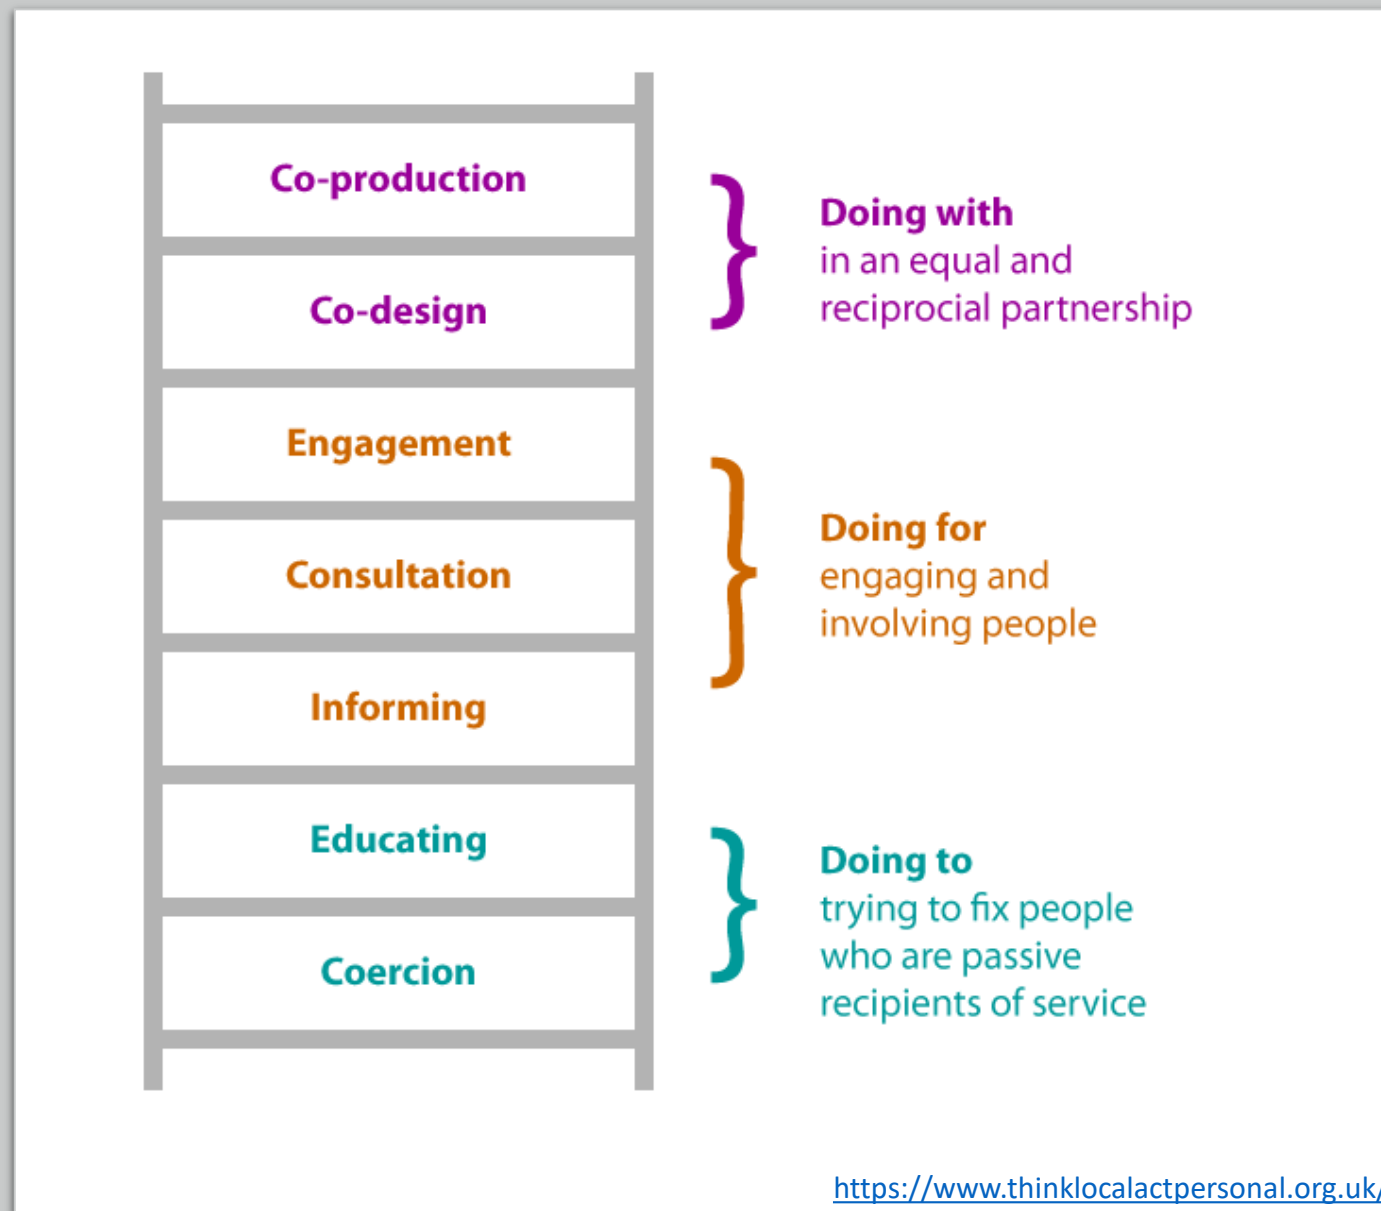 Co-production
Co-design
Engagement
Consultation
Informing
Educating
Coercion
Doing with
in an equal and
reciprocial partnership
Doing for
engaging and
involving people
Doing to
trying to fix people
who are passive
recipients of service
https://www.thinklocalactpersonal.org.uk/